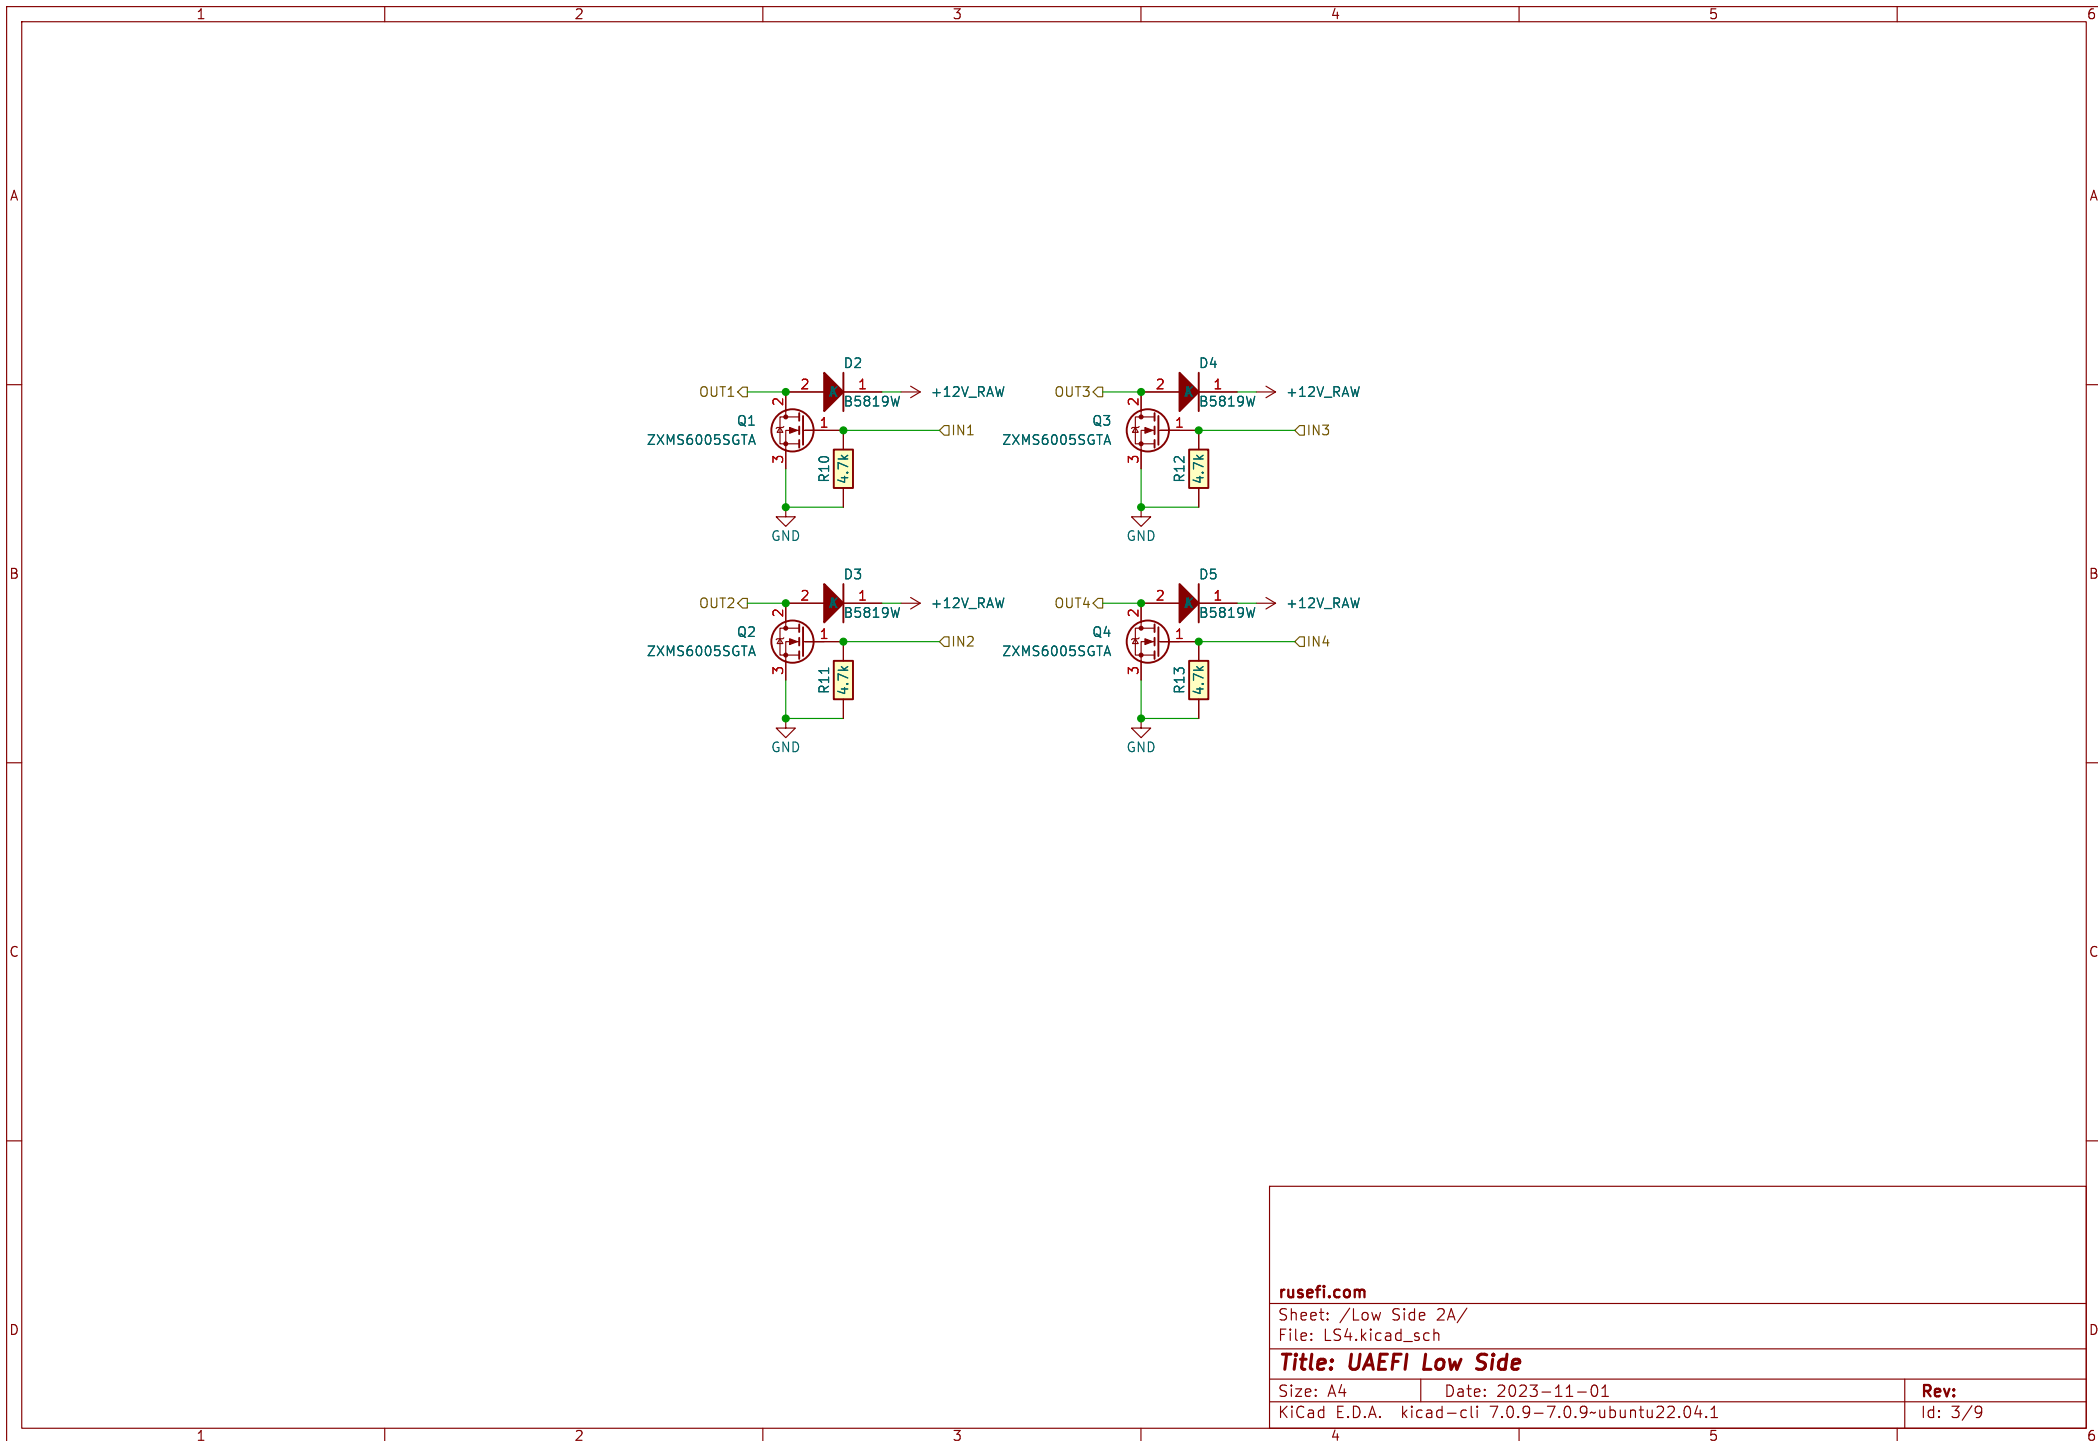 1 2 3 4 5 6
A A
D2 D4
OUT1 2 1 +12V_RAW OUT3 2 1 +12V_RAW
B5819W B5819W
2 2
Q1 1 IN1 Q3 1 IN3
ZXMS6005SGTA ZXMS6005SGTA
3 R10 4.7k 3 R12 4.7k
GND GND
B B
D3 D5
OUT2 2 1 +12V_RAW OUT4 2 1 +12V_RAW
B5819W B5819W
2 2
Q2 1 IN2 Q4 1 IN4
ZXMS6005SGTA ZXMS6005SGTA
3 R11 4.7k 3 R13 4.7k
GND GND
C C
rusefi.com
Sheet: /Low Side 2A/
D D
File: LS4.kicad_sch
Title: UAEFI Low Side
Size: A4 Date: 2023-11-01 Rev:
KiCad E.D.A. kicad-cli 7.0.9-7.0.9~ubuntu22.04.1 Id: 3/9
1 2 3 4 5 6